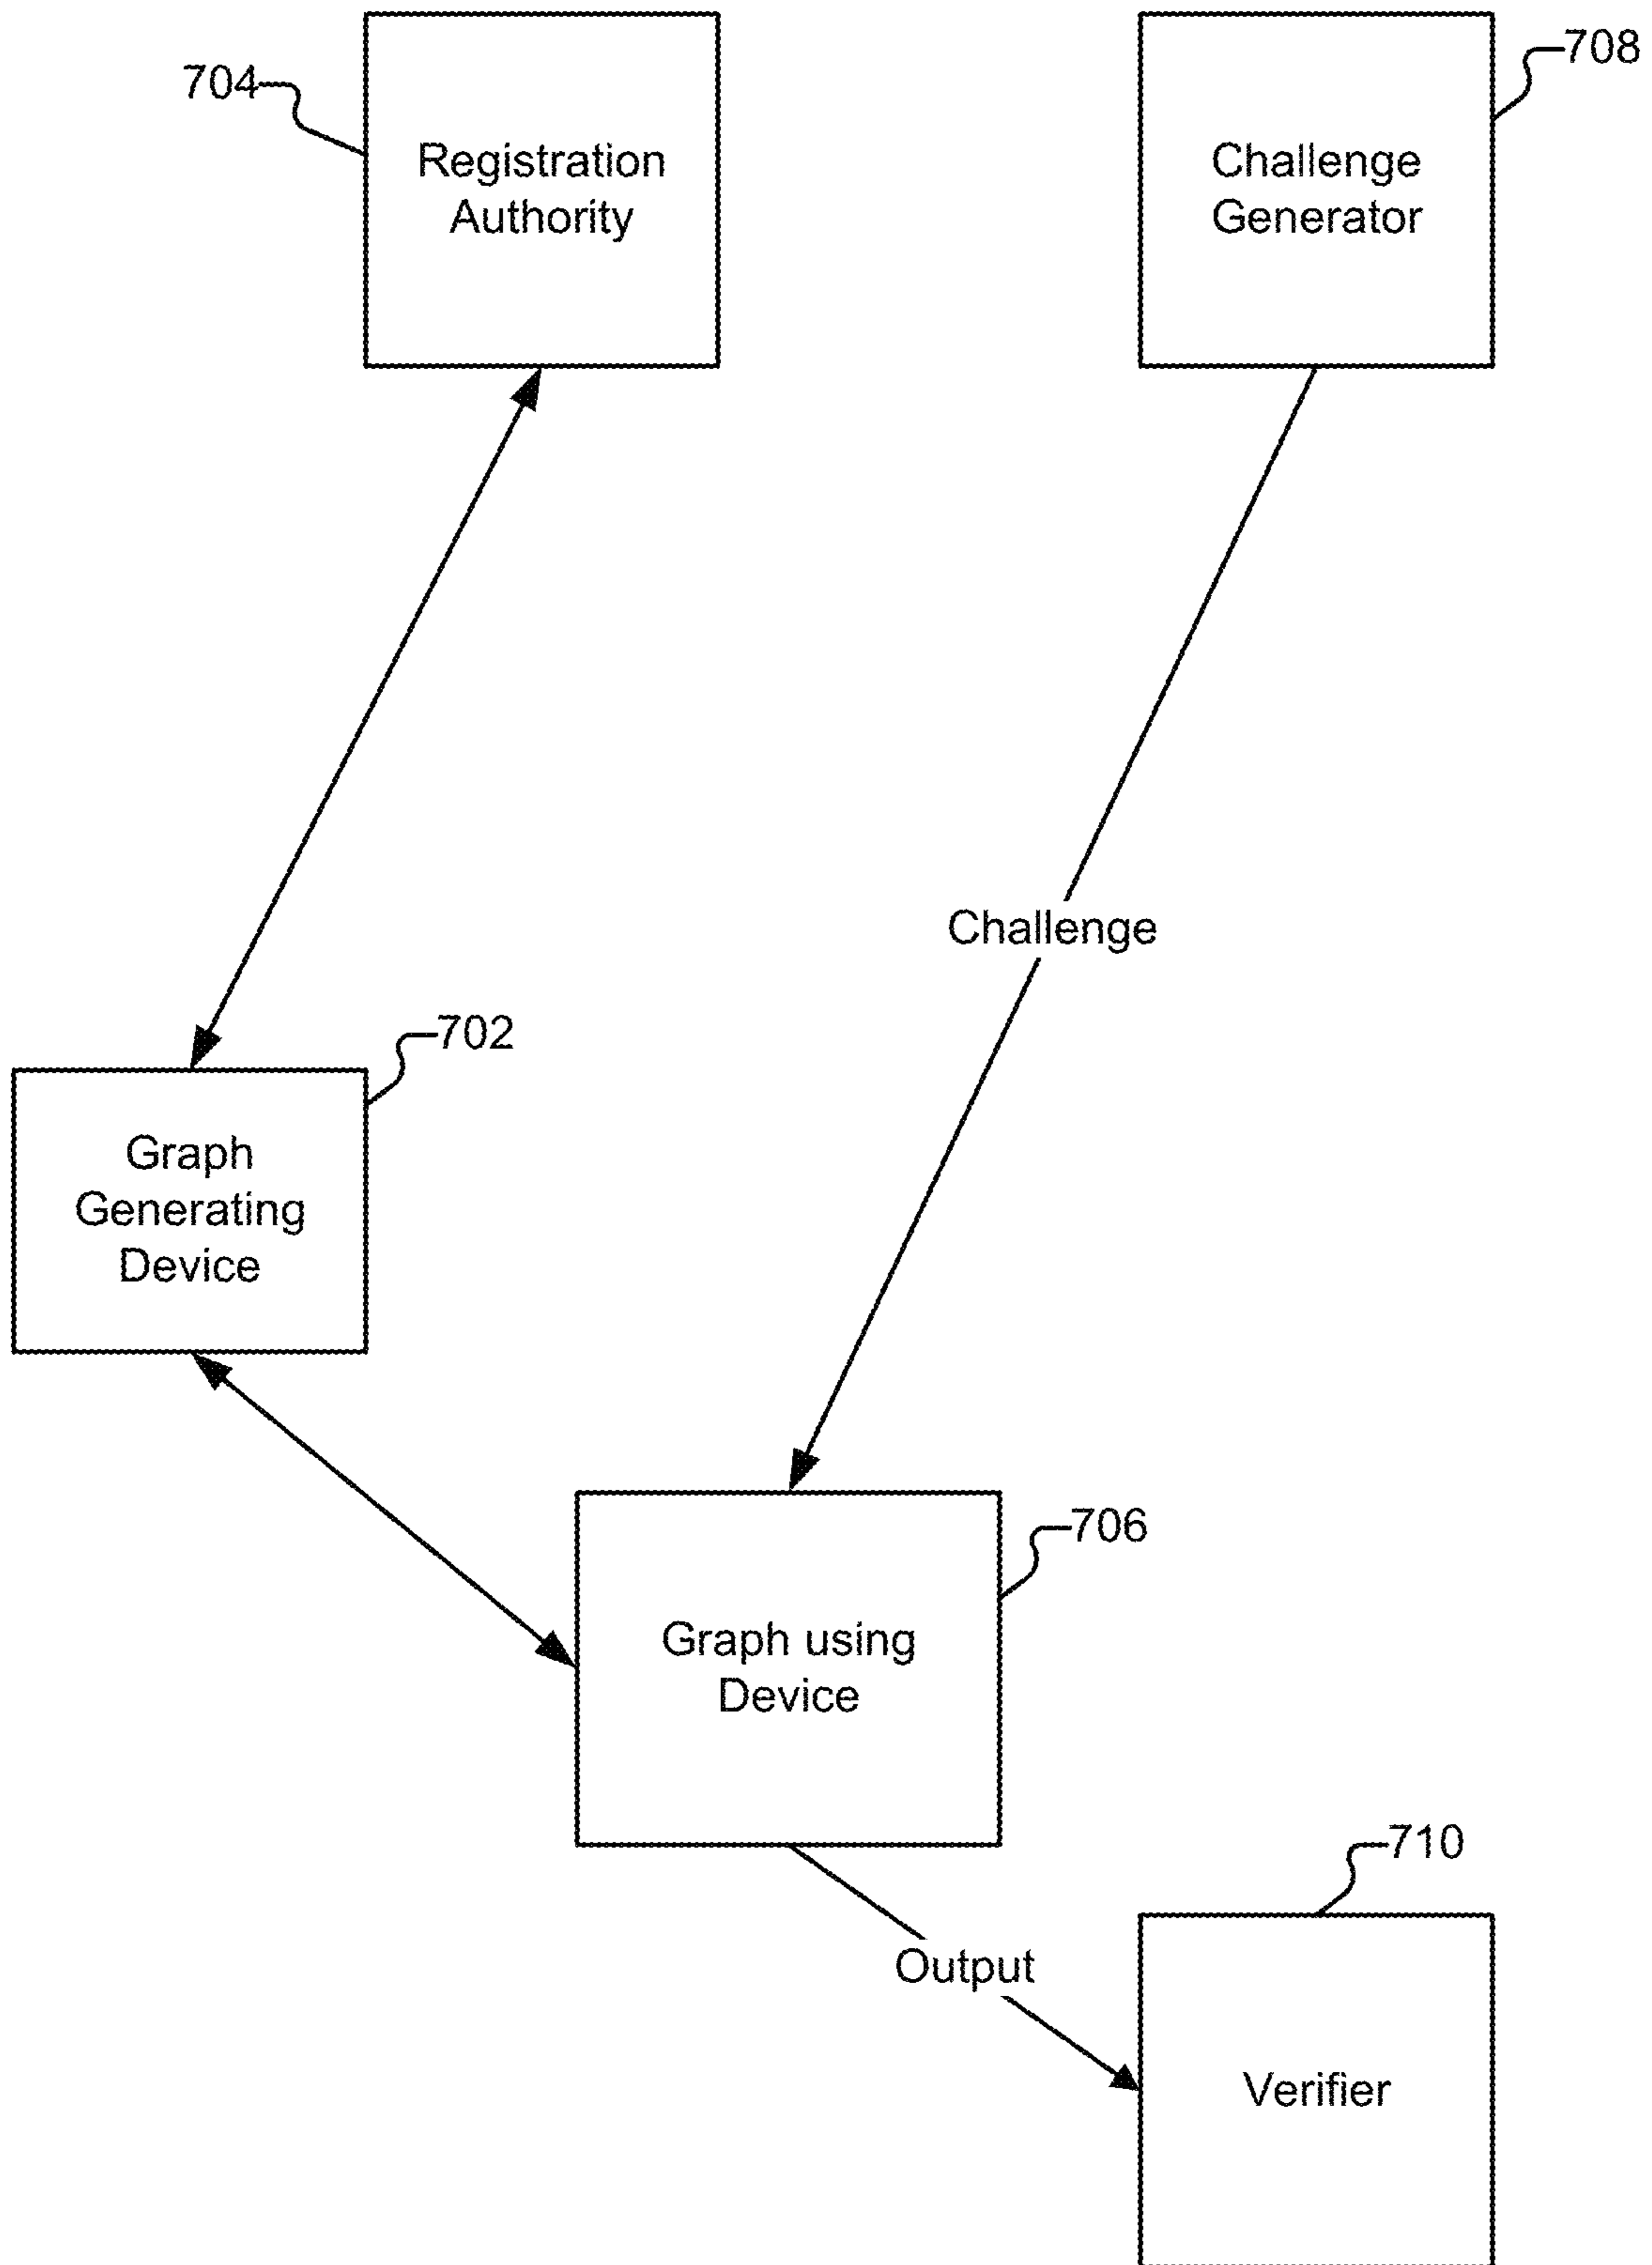 704
Registration
Authority
708
Challenge
Generator
Challenge
702
Graph
Generating
Device
706
Graph using
Device
710
Output
Verifier